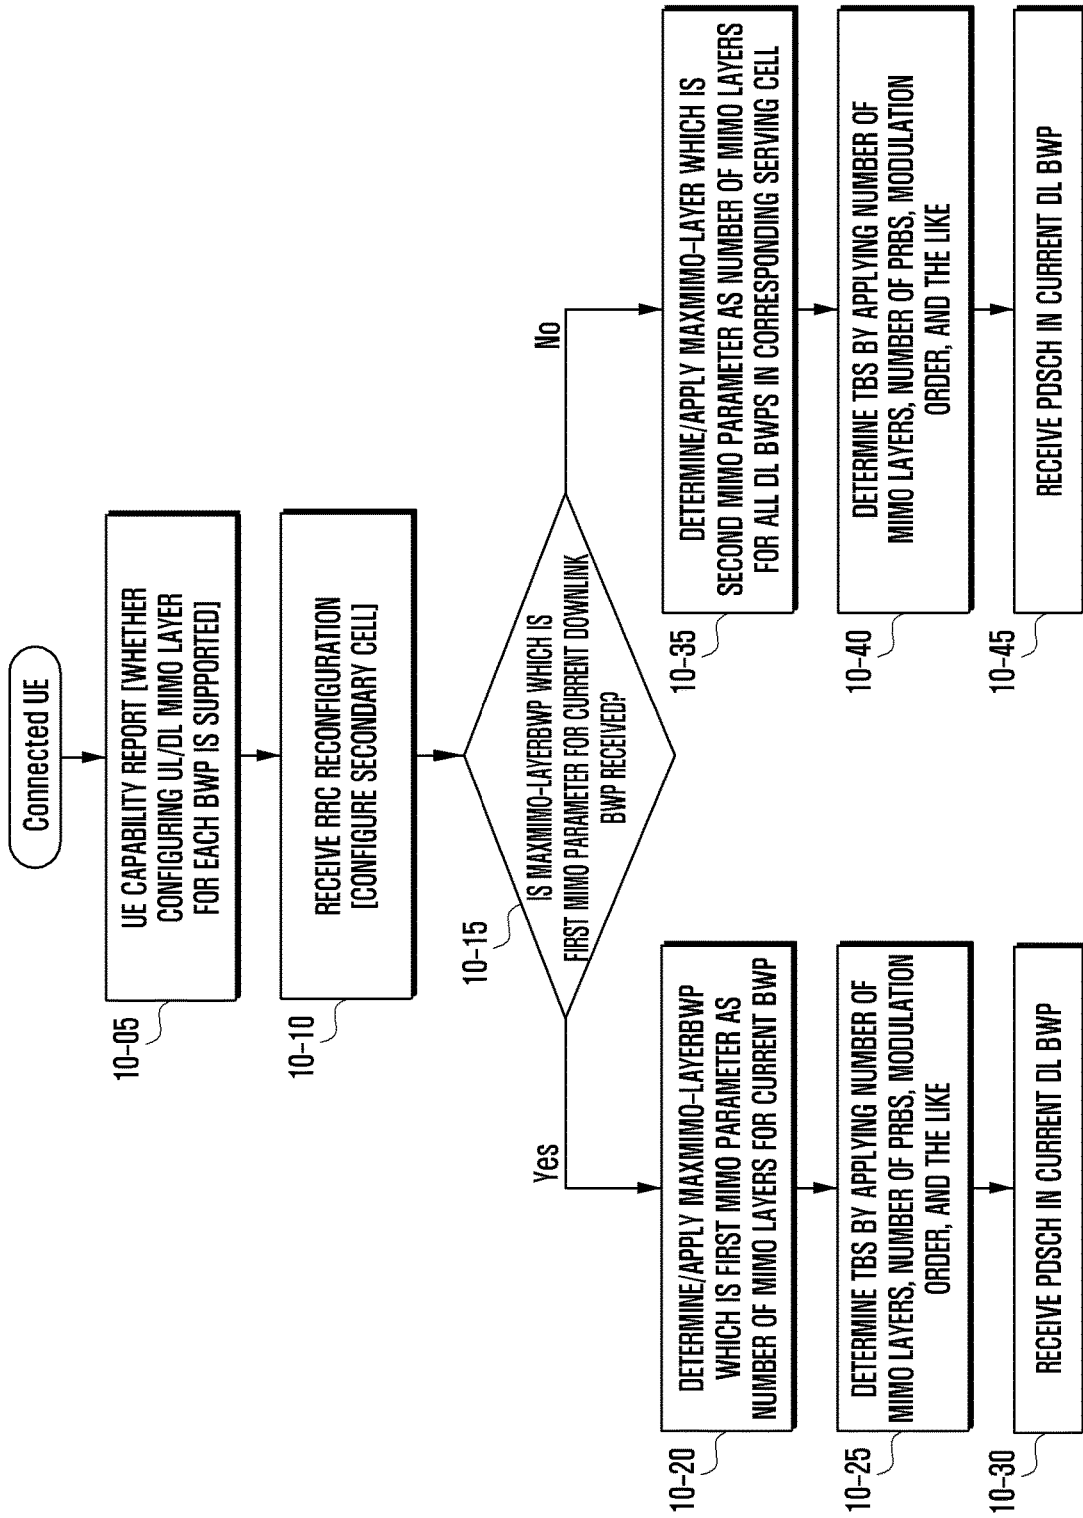 Connected UE
10-05
UE CAPABILITY REPORT [WHETHER
CONFIGURING UL/DL MIMO LAYER
FOR EACH BWP IS SUPPORTED]
10-10
RECEIVE RRC RECONFIGURATION
[CONFIGURE SECONDARY CELL]
10-15
IS MAXMIMO-LAYERBWP WHICH IS
FIRST MIMO PARAMETER FOR CURRENT DOWNLINK
BWP RECEIVED?
Yes
10-20
DETERMINE/APPLY MAXMIMO-LAYERBWP
WHICH IS FIRST MIMO PARAMETER AS
NUMBER OF MIMO LAYERS FOR CURRENT BWP
10-25
DETERMINE TBS BY APPLYING NUMBER OF
MIMO LAYERS, NUMBER OF PRBS, MODULATION
ORDER, AND THE LIKE
10-30
RECEIVE PDSCH IN CURRENT DL BWP
No
10-35
DETERMINE/APPLY MAXMIMO-LAYER WHICH IS
SECOND MIMO PARAMETER AS NUMBER OF MIMO LAYERS
FOR ALL DL BWPS IN CORRESPONDING SERVING CELL
10-40
DETERMINE TBS BY APPLYING NUMBER OF
MIMO LAYERS, NUMBER OF PRBS, MODULATION
ORDER, AND THE LIKE
10-45
RECEIVE PDSCH IN CURRENT DL BWP